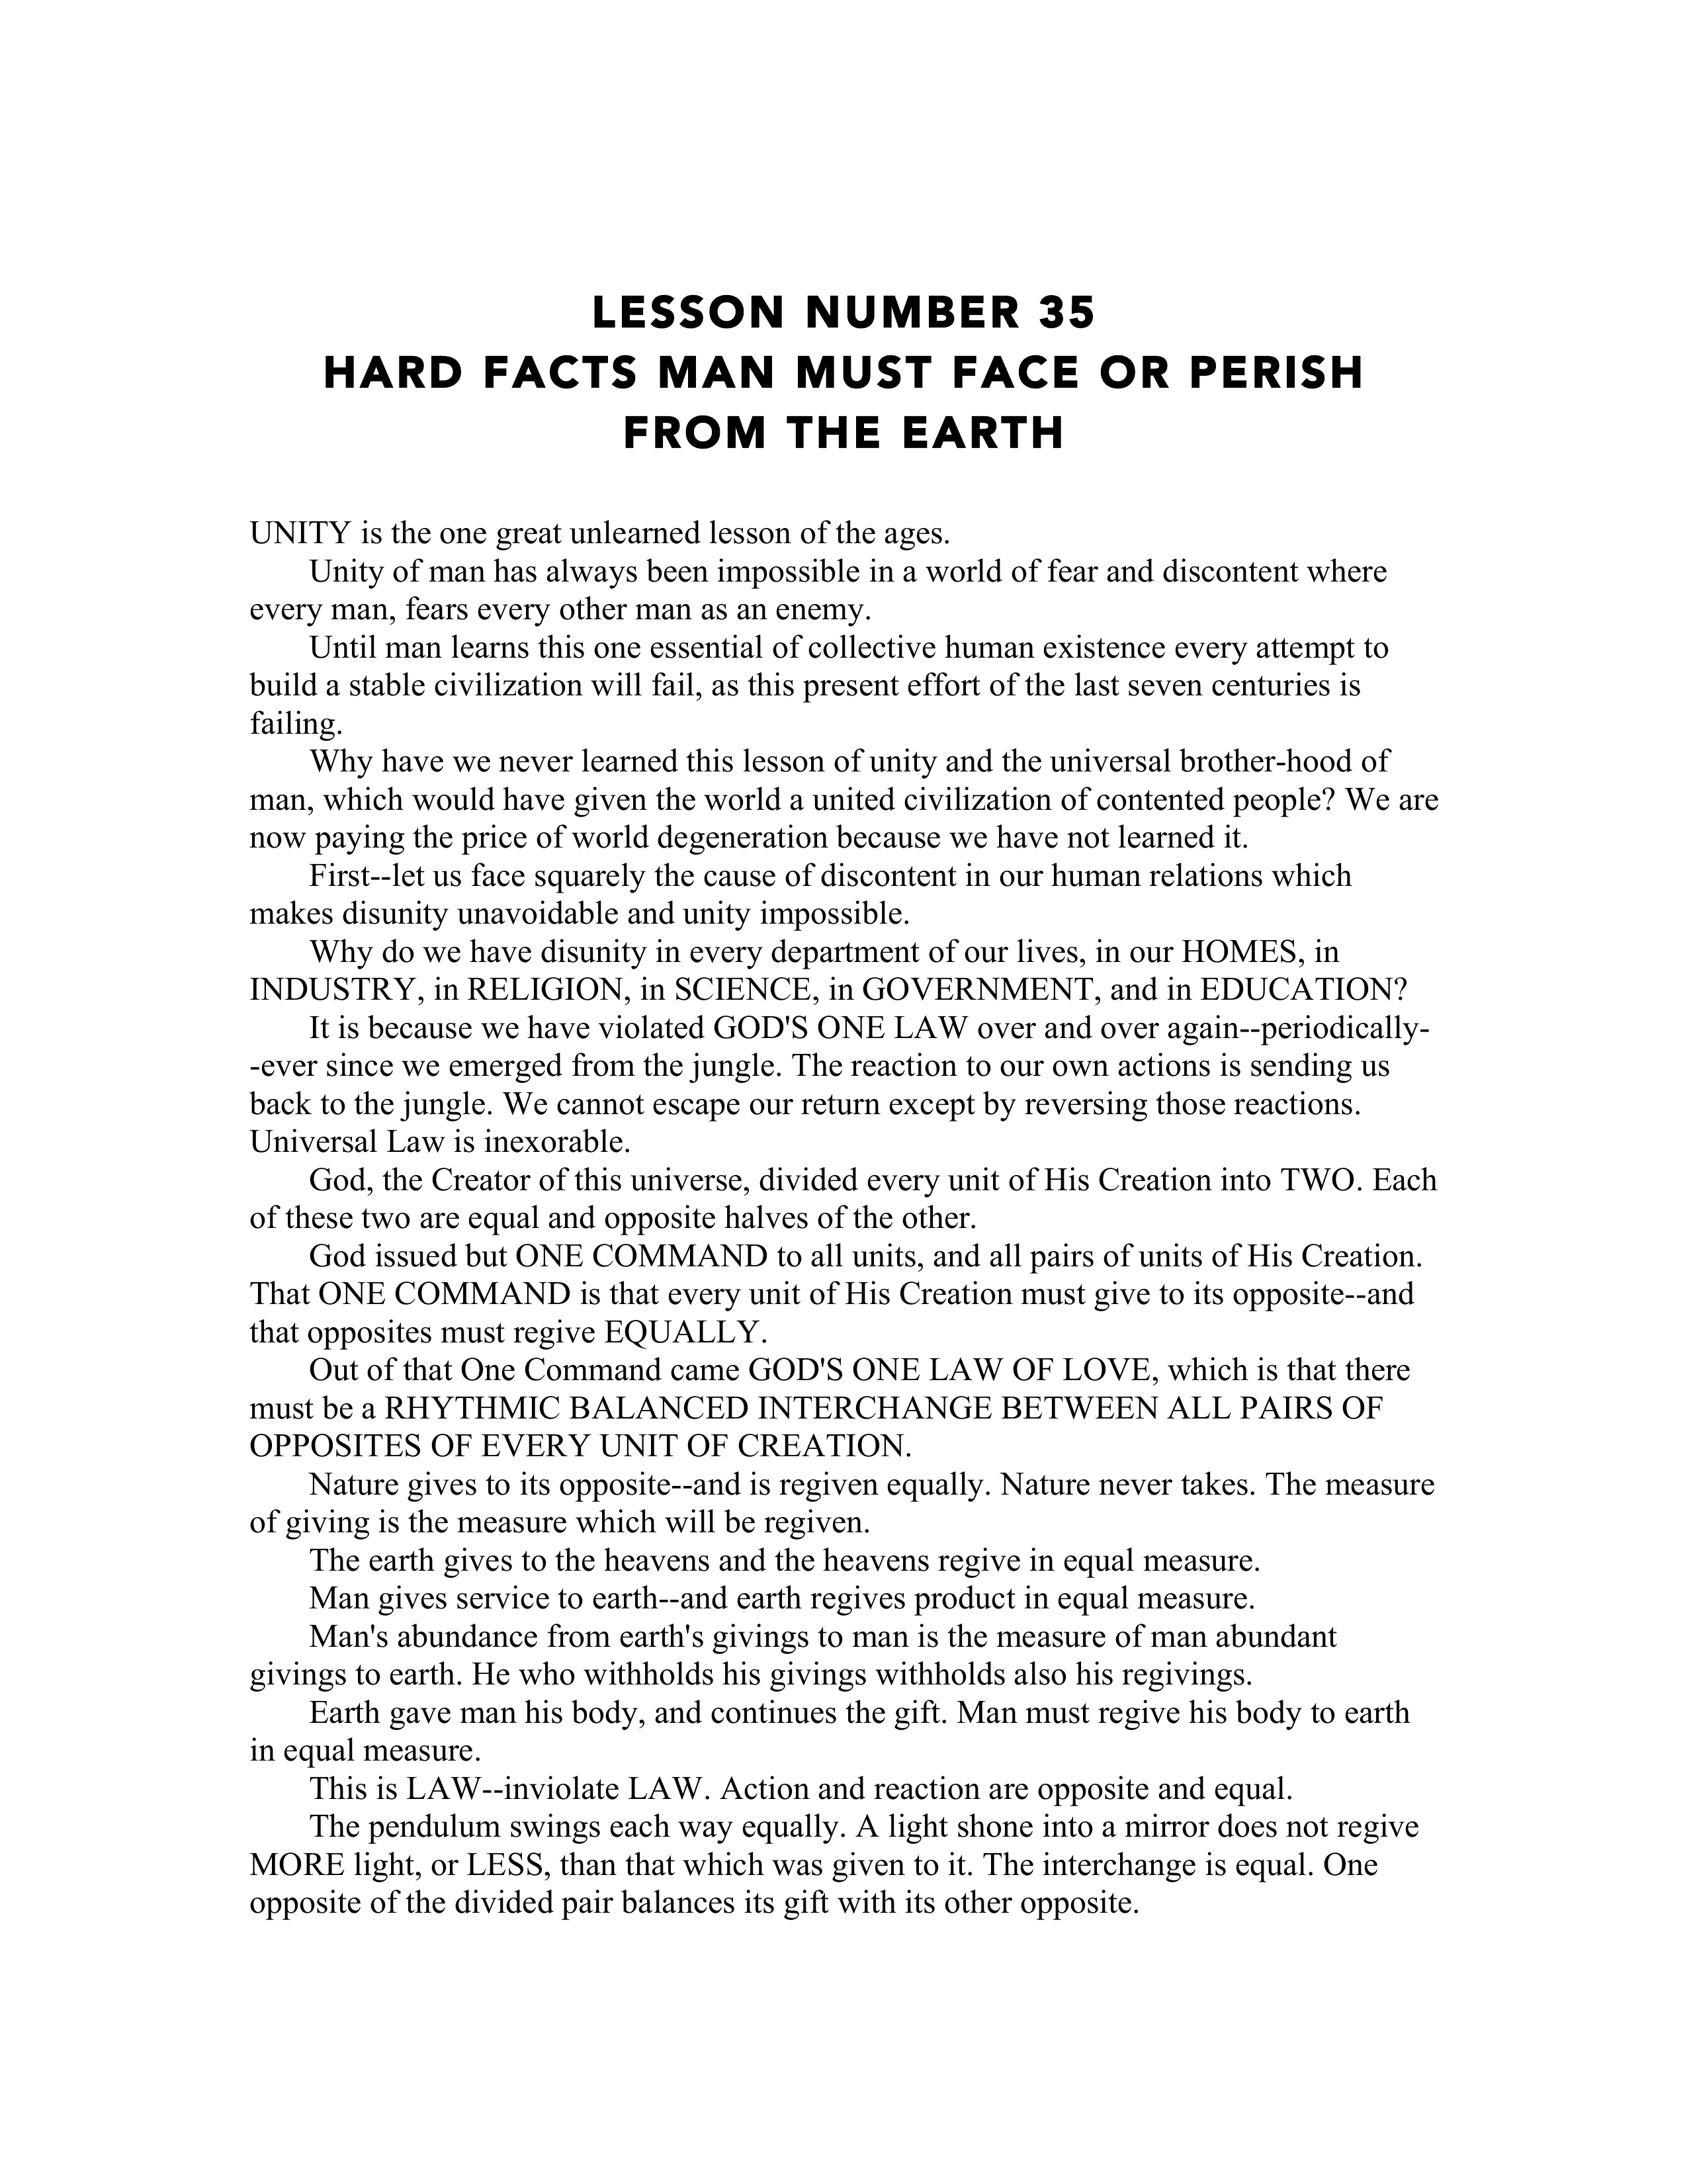 LESSON NUMBER 35
HARD FACTS MAN MUST FACE OR PERISH
FROM THE EARTH
UNITY is the one great unlearned lesson of the ages.
Unity of man has always been impossible in a world of fear and discontent where
every man, fears every other man as an enemy.
Until man learns this one essential of collective human existence every attempt to
build a stable civilization will fail, as this present effort of the last seven centuries is
failing.
Why have we never learned this lesson of unity and the universal brother-hood of
man, which would have given the world a united civilization of contented people? We are
now paying the price of world degeneration because we have not learned it.
First--let us face squarely the cause of discontent in our human relations which
makes disunity unavoidable and unity impossible.
Why do we have disunity in every department of our lives, in our HOMES, in
INDUSTRY, in RELIGION, in SCIENCE, in GOVERNMENT, and in EDUCATION?
It is because we have violated GOD'S ONE LAW over and over again--periodically-
-ever since we emerged from the jungle. The reaction to our own actions is sending us
back to the jungle. We cannot escape our return except by reversing those reactions.
Universal Law is inexorable.
God, the Creator of this universe, divided every unit of His Creation into TWO. Each
of these two are equal and opposite halves of the other.
God issued but ONE COMMAND to all units, and all pairs of units of His Creation.
That ONE COMMAND is that every unit of His Creation must give to its opposite--and
that opposites must regive EQUALLY.
Out of that One Command came GOD'S ONE LAW OF LOVE, which is that there
must be a RHYTHMIC BALANCED INTERCHANGE BETWEEN ALL PAIRS OF
OPPOSITES OF EVERY UNIT OF CREATION.
Nature gives to its opposite--and is regiven equally. Nature never takes. The measure
of giving is the measure which will be regiven.
The earth gives to the heavens and the heavens regive in equal measure.
Man gives service to earth--and earth regives product in equal measure.
Man's abundance from earth's givings to man is the measure of man abundant
givings to earth. He who withholds his givings withholds also his regivings.
Earth gave man his body, and continues the gift. Man must regive his body to earth
in equal measure.
This is LAW--inviolate LAW. Action and reaction are opposite and equal.
The pendulum swings each way equally. A light shone into a mirror does not regive
MORE light, or LESS, than that which was given to it. The interchange is equal. One
opposite of the divided pair balances its gift with its other opposite.